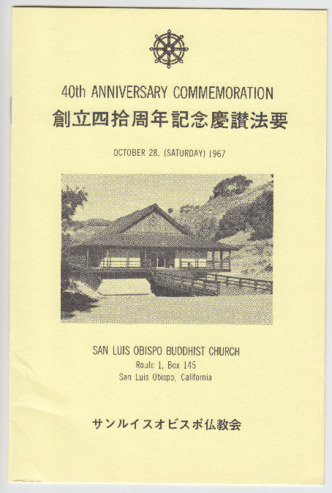 40th ANNIVERSARY COMMEMORATION
創立四拾周年記念慶讃法要
OCTOBER 28, (SATURDAY) 1967
SAN LUIS OBISPO BUDDHIST CHURCH
Route 1, Box 145
San Luis Obispo, California
サンルイスオビスポ仏教会